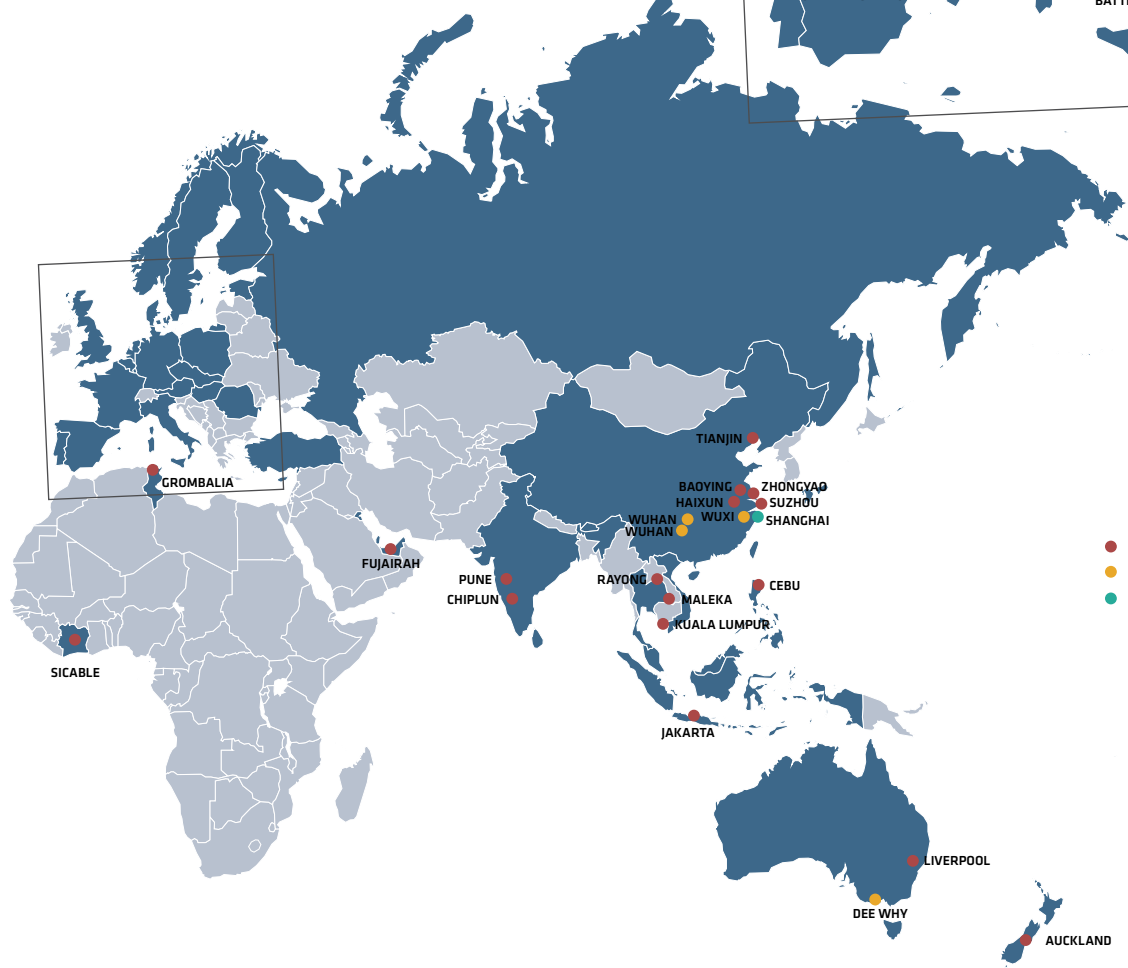 TIANJIN
GROMBALIA
BAOYING
ZHONGYAO
HAIXUN
SUZHOU
WUHAN
WUXI
SHANGHAI
WUHAN
FUJAIRAH
PUNE
RAYONG
CEBU
CHIPLUN
MALEKA
KUALA LUMPUR
SICABLE
JAKARTA
LIVERPOOL
DEE WHY
AUCKLAND